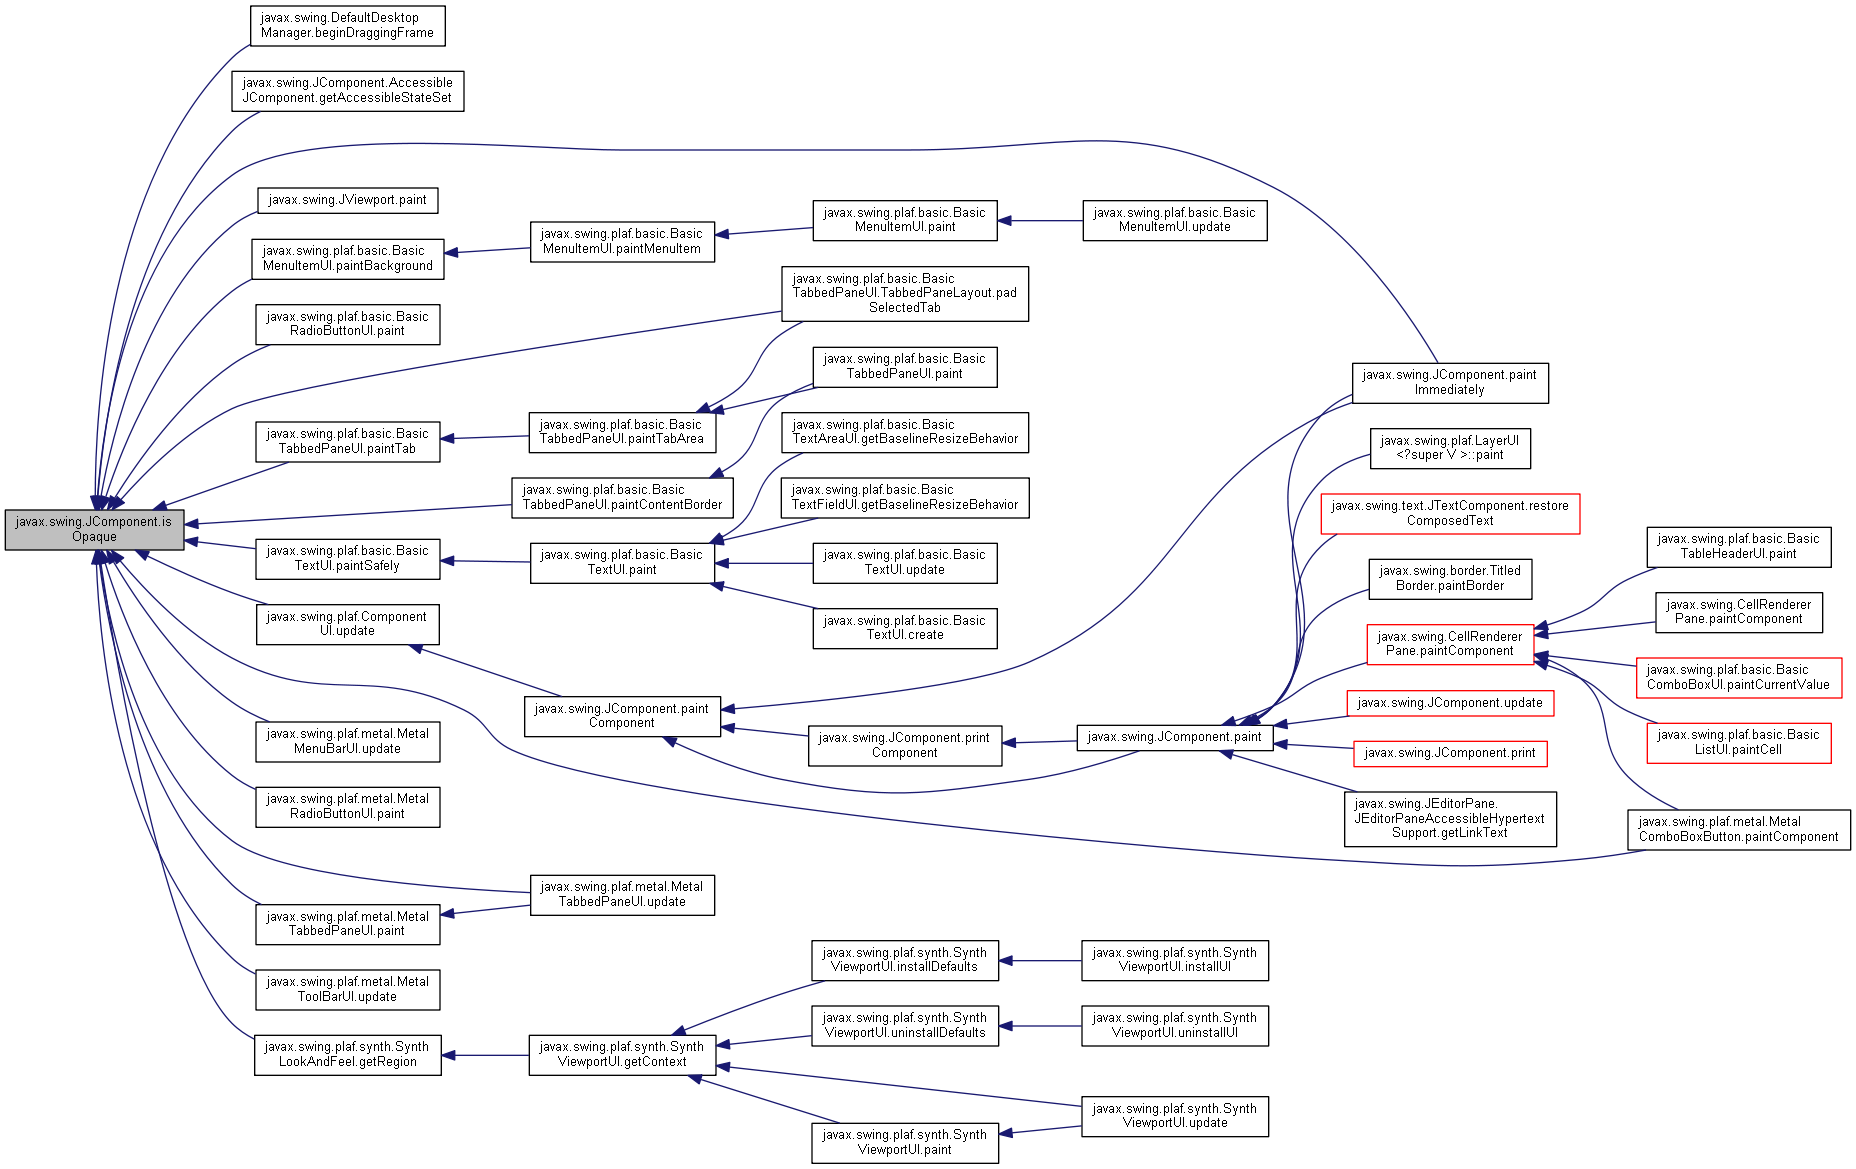 javax.swing.DefaultDesktop
Manager.beginDraggingFrame
javax.swing.JComponent.Accessible
JComponent.getAccessibleStateSet
javax.swing.JViewport.paint
javax.swing.plaf.basic.Basic
MenuItemUI.paintBackground
javax.swing.plaf.basic.Basic
MenuItemUI.paintMenuItem
javax.swing.plaf.basic.Basic
MenuItemUI.paint
javax.swing.plaf.basic.Basic
MenuItemUI.update
javax.swing.plaf.basic.Basic
RadioButtonUI.paint
javax.swing.plaf.basic.Basic
TabbedPaneUI.TabbedPaneLayout.pad
SelectedTab
javax.swing.plaf.basic.Basic
TabbedPaneUI.paint
javax.swing.JComponent.paint
Immediately
javax.swing.plaf.basic.Basic
TabbedPaneUI.paintTab
javax.swing.plaf.basic.Basic
TabbedPaneUI.paintTabArea
javax.swing.plaf.basic.Basic
TextAreaUI.getBaselineResizeBehavior
javax.swing.plaf.LayerUI
<?super V >::paint
javax.swing.plaf.basic.Basic
TabbedPaneUI.paintContentBorder
javax.swing.plaf.basic.Basic
TextFieldUI.getBaselineResizeBehavior
javax.swing.text.JTextComponent.restore
ComposedText
javax.swing.JComponent.is
Opaque
javax.swing.plaf.basic.Basic
TextUI.paintSafely
javax.swing.plaf.basic.Basic
TextUI.paint
javax.swing.plaf.basic.Basic
TextUI.update
javax.swing.border.Titled
Border.paintBorder
javax.swing.plaf.basic.Basic
TableHeaderUI.paint
javax.swing.plaf.Component
UI.update
javax.swing.plaf.basic.Basic
TextUI.create
javax.swing.CellRenderer
Pane.paintComponent
javax.swing.CellRenderer
Pane.paintComponent
javax.swing.plaf.basic.Basic
ComboBoxUI.paintCurrentValue
javax.swing.JComponent.paint
Component
javax.swing.JComponent.print
Component
javax.swing.JComponent.paint
javax.swing.JComponent.update
javax.swing.JComponent.print
javax.swing.plaf.basic.Basic
ListUI.paintCell
javax.swing.plaf.metal.Metal
MenuBarUI.update
javax.swing.plaf.metal.Metal
RadioButtonUI.paint
javax.swing.JEditorPane.
JEditorPaneAccessibleHypertext
Support.getLinkText
javax.swing.plaf.metal.Metal
ComboBoxButton.paintComponent
javax.swing.plaf.metal.Metal
TabbedPaneUI.update
javax.swing.plaf.metal.Metal
TabbedPaneUI.paint
javax.swing.plaf.metal.Metal
ToolBarUI.update
javax.swing.plaf.synth.Synth
ViewportUI.installDefaults
javax.swing.plaf.synth.Synth
ViewportUI.installUI
javax.swing.plaf.synth.Synth
ViewportUI.uninstallDefaults
javax.swing.plaf.synth.Synth
ViewportUI.uninstallUI
javax.swing.plaf.synth.Synth
LookAndFeel.getRegion
javax.swing.plaf.synth.Synth
ViewportUI.getContext
javax.swing.plaf.synth.Synth
ViewportUI.update
javax.swing.plaf.synth.Synth
ViewportUI.paint